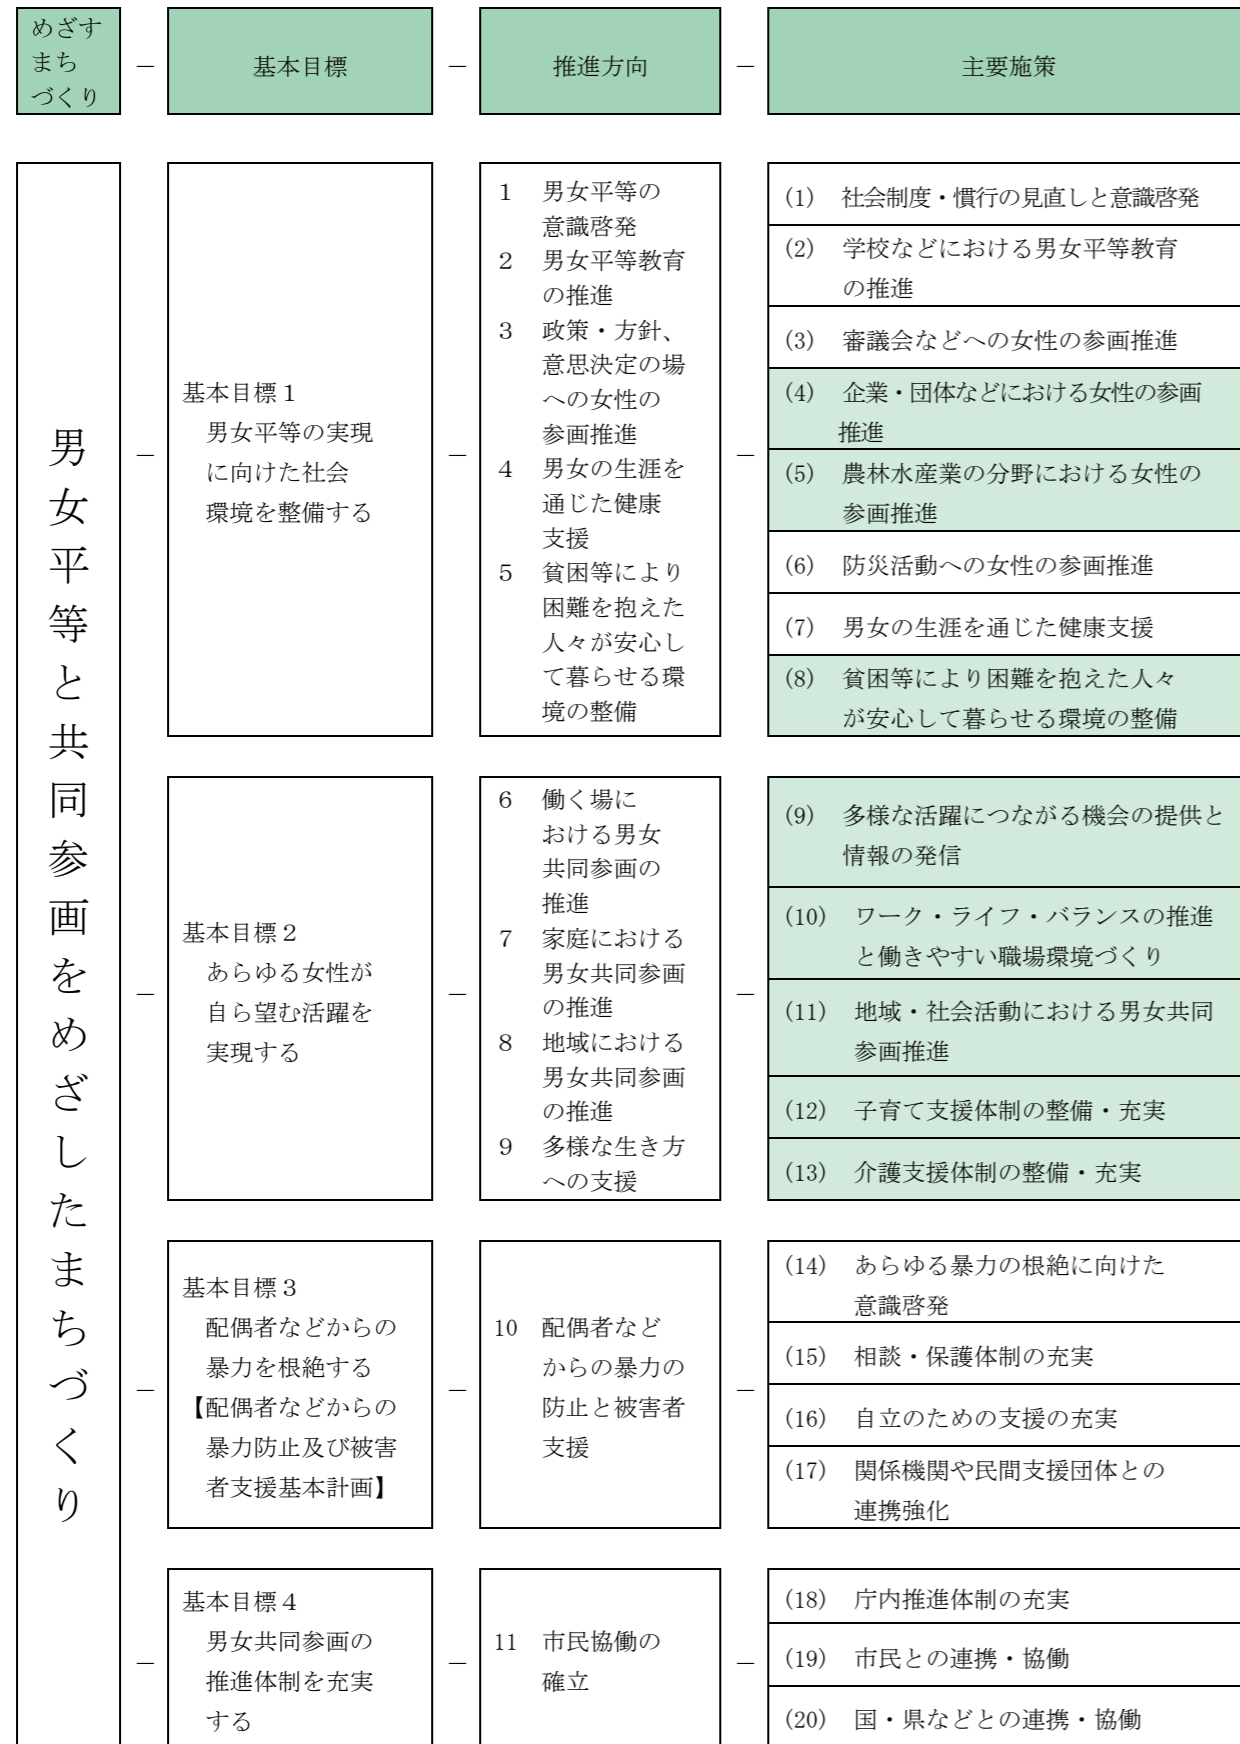 めざす
まち
づくり
－
基本目標
－
推進方向
－
主要施策
男女平等と共同参画をめざしたまちづくり
－
基本目標１
男女平等の実現
に向けた社会
環境を整備する
－
1 男女平等の
意識啓発
2 男女平等教育
の推進
3 政策・方針、
意思決定の場
への女性の
参画推進
4 男女の生涯を
通じた健康
支援
5 貧困等により
困難を抱えた
人々が安心し
て暮らせる環
境の整備
－
(1) 社会制度・慣行の見直しと意識啓発
(2) 学校などにおける男女平等教育
の推進
(3) 審議会などへの女性の参画推進
(4) 企業・団体などにおける女性の参画
推進
(5) 農林水産業の分野における女性の
参画推進
(6) 防災活動への女性の参画推進
(7) 男女の生涯を通じた健康支援
(8) 貧困等により困難を抱えた人々
が安心して暮らせる環境の整備
－
基本目標２
あらゆる女性が
自ら望む活躍を
実現する
－
6 働く場に
おける男女
共同参画の
推進
7 家庭における
男女共同参画
の推進
8 地域における
男女共同参画
の推進
9 多様な生き方
への支援
－
(9) 多様な活躍につながる機会の提供と
情報の発信
(10) ワーク・ライフ・バランスの推進
と働きやすい職場環境づくり
(11) 地域・社会活動における男女共同
参画推進
(12) 子育て支援体制の整備・充実
(13) 介護支援体制の整備・充実
－
基本目標３
配偶者などからの
暴力を根絶する
【配偶者などからの
暴力防止及び被害
者支援基本計画】
－
10 配偶者など
からの暴力の
防止と被害者
支援
－
(14) あらゆる暴力の根絶に向けた
意識啓発
(15) 相談・保護体制の充実
(16) 自立のための支援の充実
(17) 関係機関や民間支援団体との
連携強化
－
基本目標４
男女共同参画の
推進体制を充実
する
－
11 市民協働の
確立
－
(18) 庁内推進体制の充実
(19) 市民との連携・協働
(20) 国・県などとの連携・協働